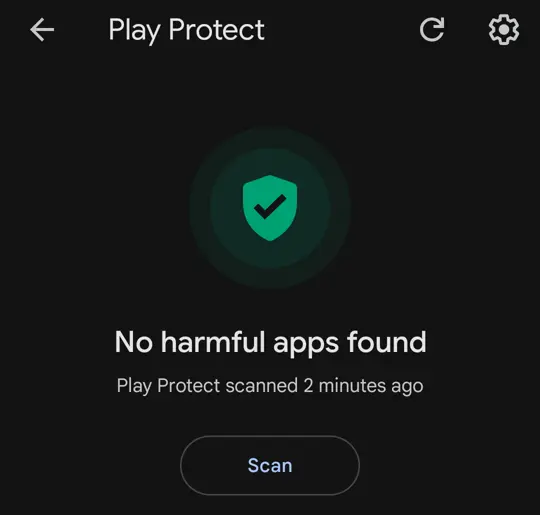 Play Protect
No harmful apps found
Play Protect scanned 2 minutes ago
Scan